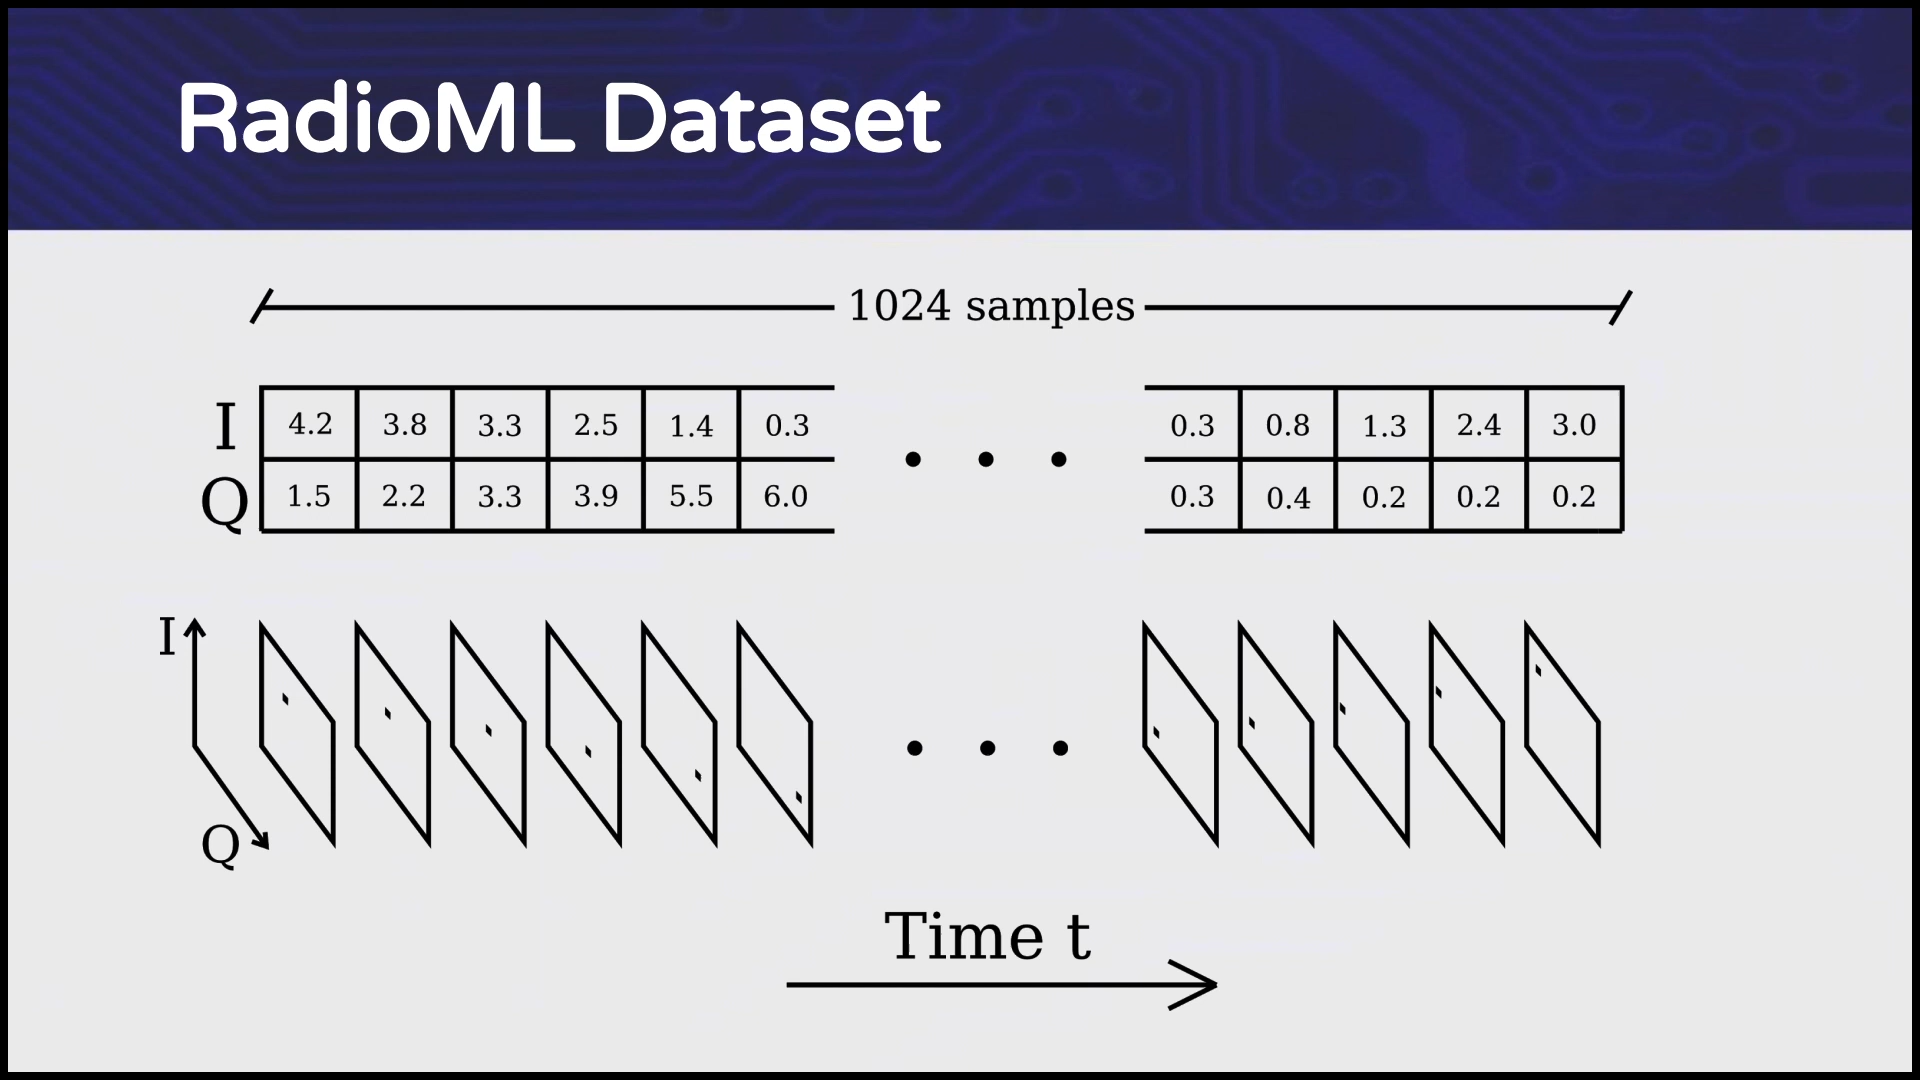 RadioML Dataset
1024 samples
I 4.2 3.8 3.3 2.5 1.4 0.3 0.3 0.8 1.3 2.4 3.0
Q 1.5 2.2 3.3 3.9 5.5 6.0 0.3 0.4 0.2 0.2 0.2
I
Q
Time t